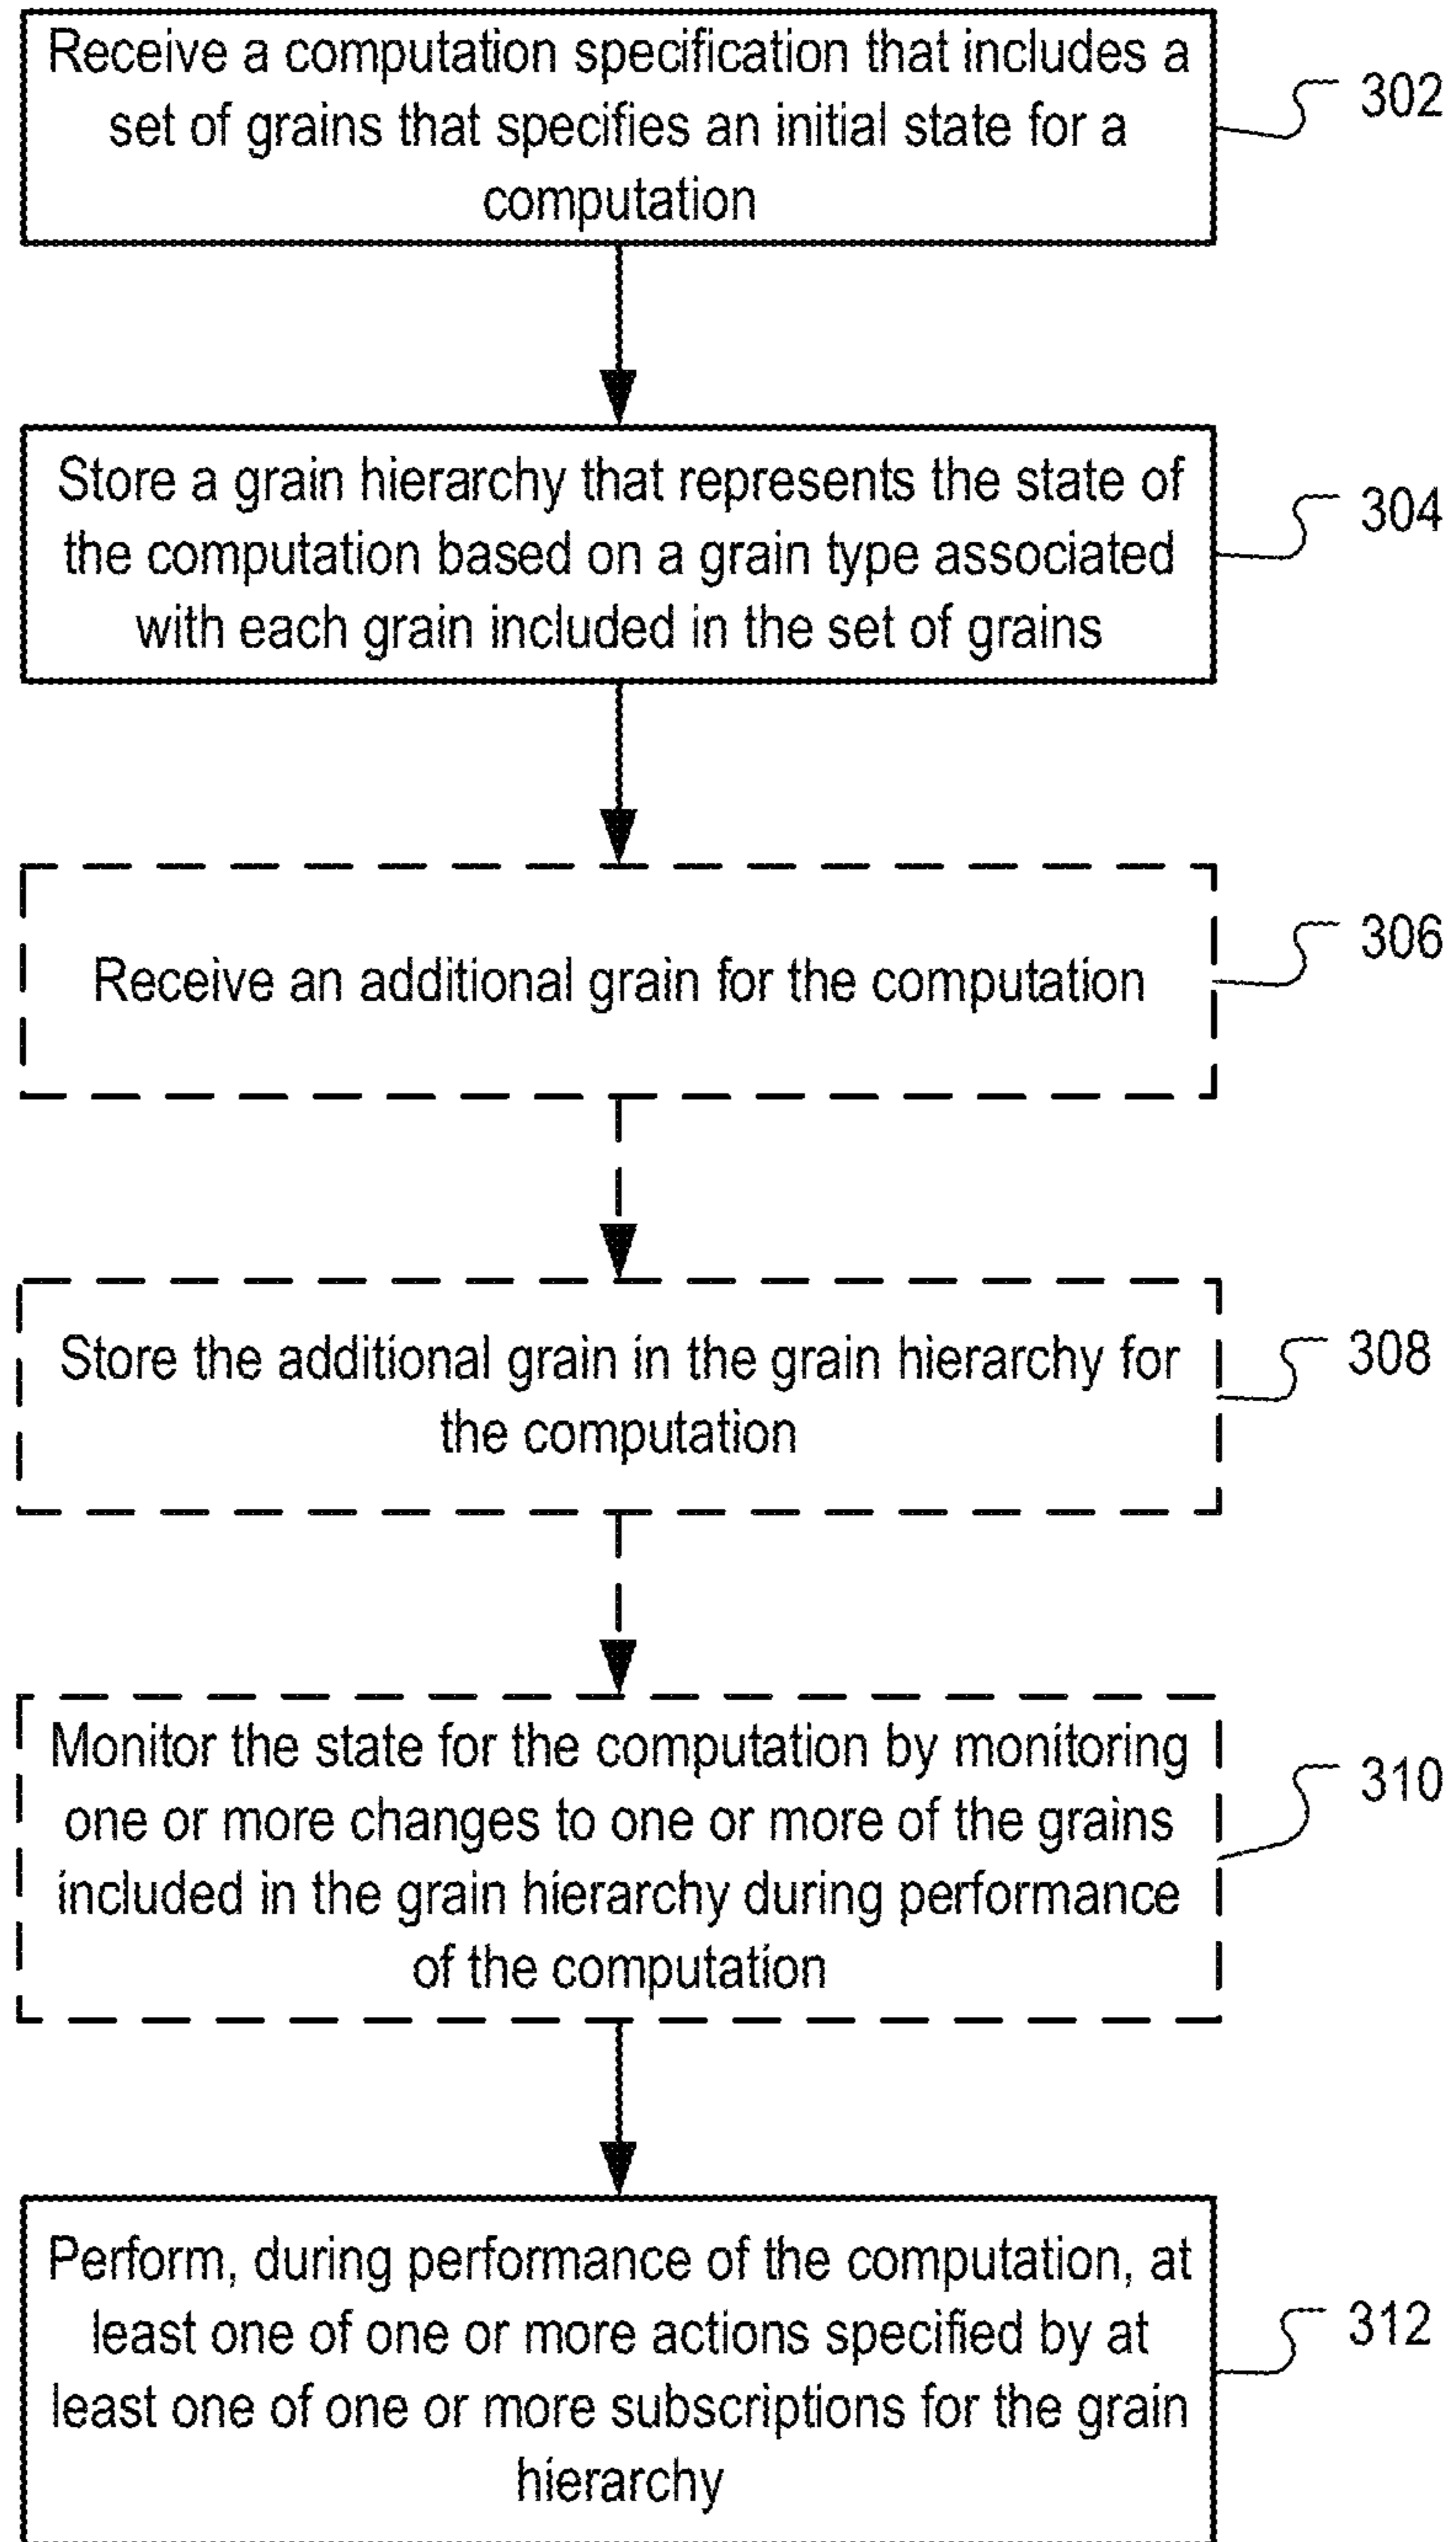 Receive a computation specification that includes a
set of grains that specifies an initial state for a
computation
302
Store a grain hierarchy that represents the state of
the computation based on a grain type associated
with each grain included in the set of grains
304
Receive an additional grain for the computation
306
Store the additional grain in the grain hierarchy for
the computation
308
Monitor the state for the computation by monitoring
one or more changes to one or more of the grains
included in the grain hierarchy during performance
of the computation
310
Perform, during performance of the computation, at
least one of one or more actions specified by at
least one of one or more subscriptions for the grain
hierarchy
312